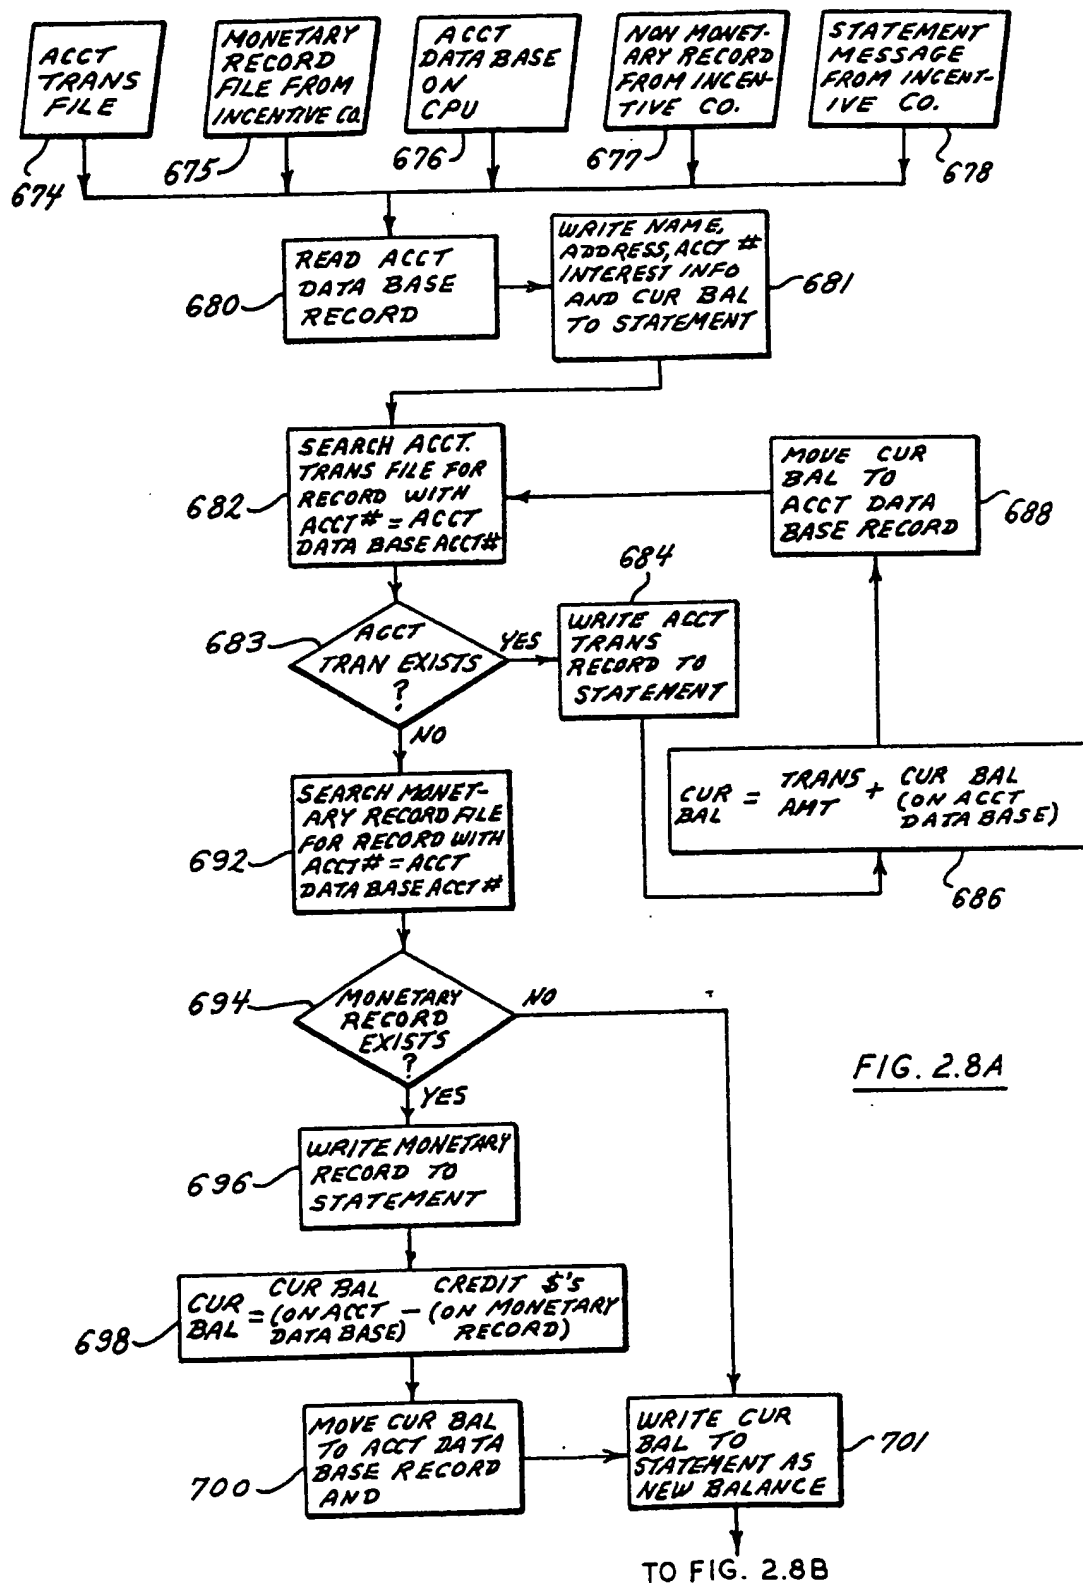 ACCT
TRANS
FILE
674
MONETARY
RECORD
FILE FROM
INCENTIVE CO.
675
ACCT
DATA BASE
ON
CPU
676
NON MONET-
ARY RECORD
FROM INCEN-
TIVE CO.
677
STATEMENT
MESSAGE
FROM INCENT-
IVE CO.
678
READ ACCT
DATA BASE
RECORD
680
WRITE NAME,
ADDRESS, ACCT #
INTEREST INFO
AND CUR BAL
TO STATEMENT
681
SEARCH ACCT.
TRANS FILE FOR
RECORD WITH
ACCT # = ACCT
DATA BASE ACCT #
682
MOVE CUR
BAL TO
ACCT DATA
BASE RECORD
688
ACCT
TRAN EXISTS
?
683
YES
NO
684
WRITE ACCT
TRANS
RECORD TO
STATEMENT
CUR BAL = TRANS AMT + CUR BAL (ON ACCT DATA BASE)
686
SEARCH MONET-
ARY RECORD FILE
FOR RECORD WITH
ACCT # = ACCT
DATA BASE ACCT #
692
MONETARY
RECORD
EXISTS
?
694
NO
YES
FIG. 2.8A
WRITE MONETARY
RECORD TO
STATEMENT
696
CUR BAL = CUR BAL (ON ACCT DATA BASE) - CREDIT $'S (ON MONETARY RECORD)
698
MOVE CUR BAL
TO ACCT DATA
BASE RECORD
AND
700
WRITE CUR
BAL TO
STATEMENT AS
NEW BALANCE
701
TO FIG. 2.8B